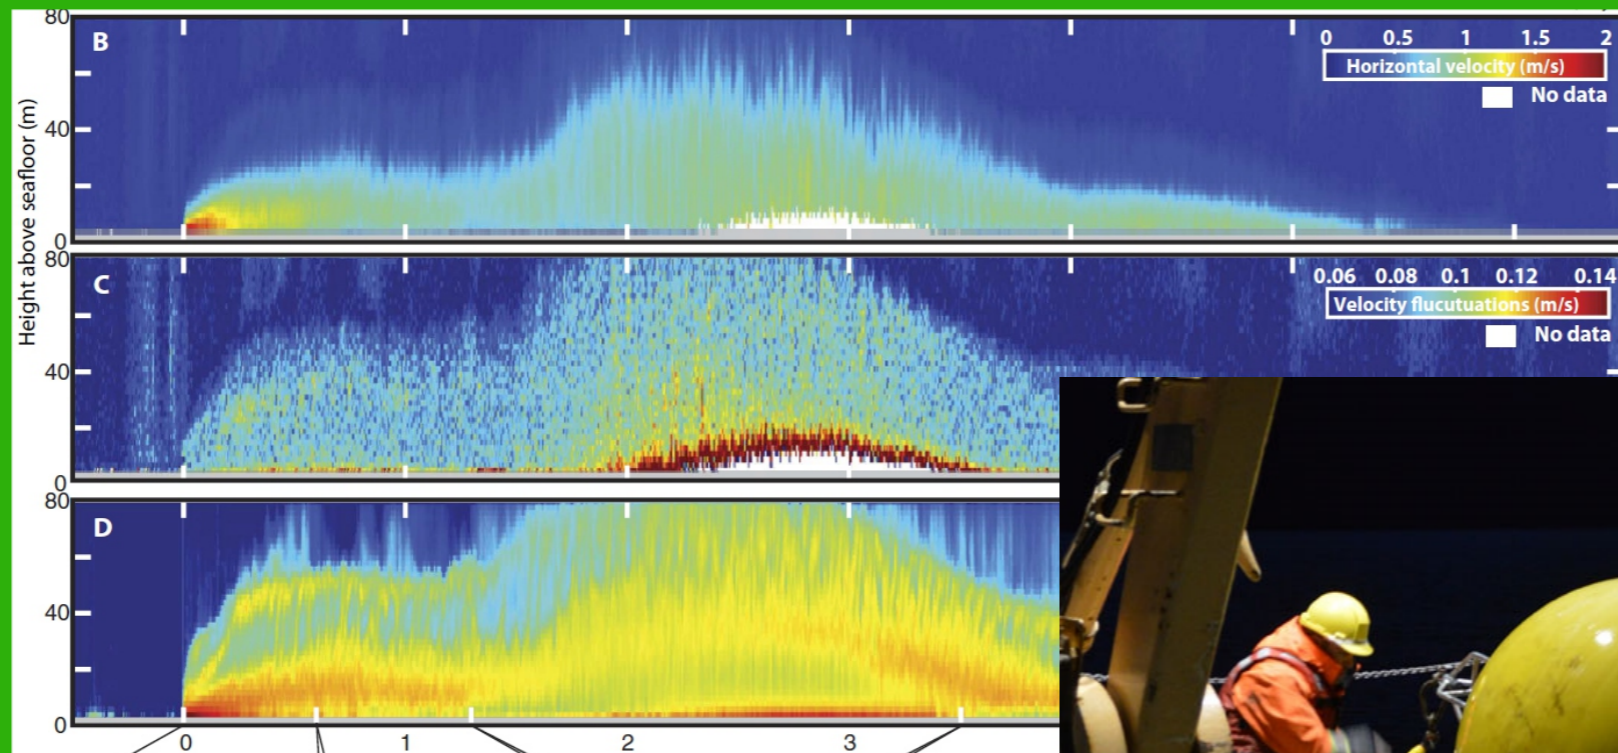 80
B
0 0.5 1 1.5 2
Horizontal velocity (m/s)
No data
40
0
Height above seafloor (m)
80
C
0.06 0.08 0.1 0.12 0.14
Velocity flucutuations (m/s)
No data
40
0
80
D
40
0
0 1 2 3